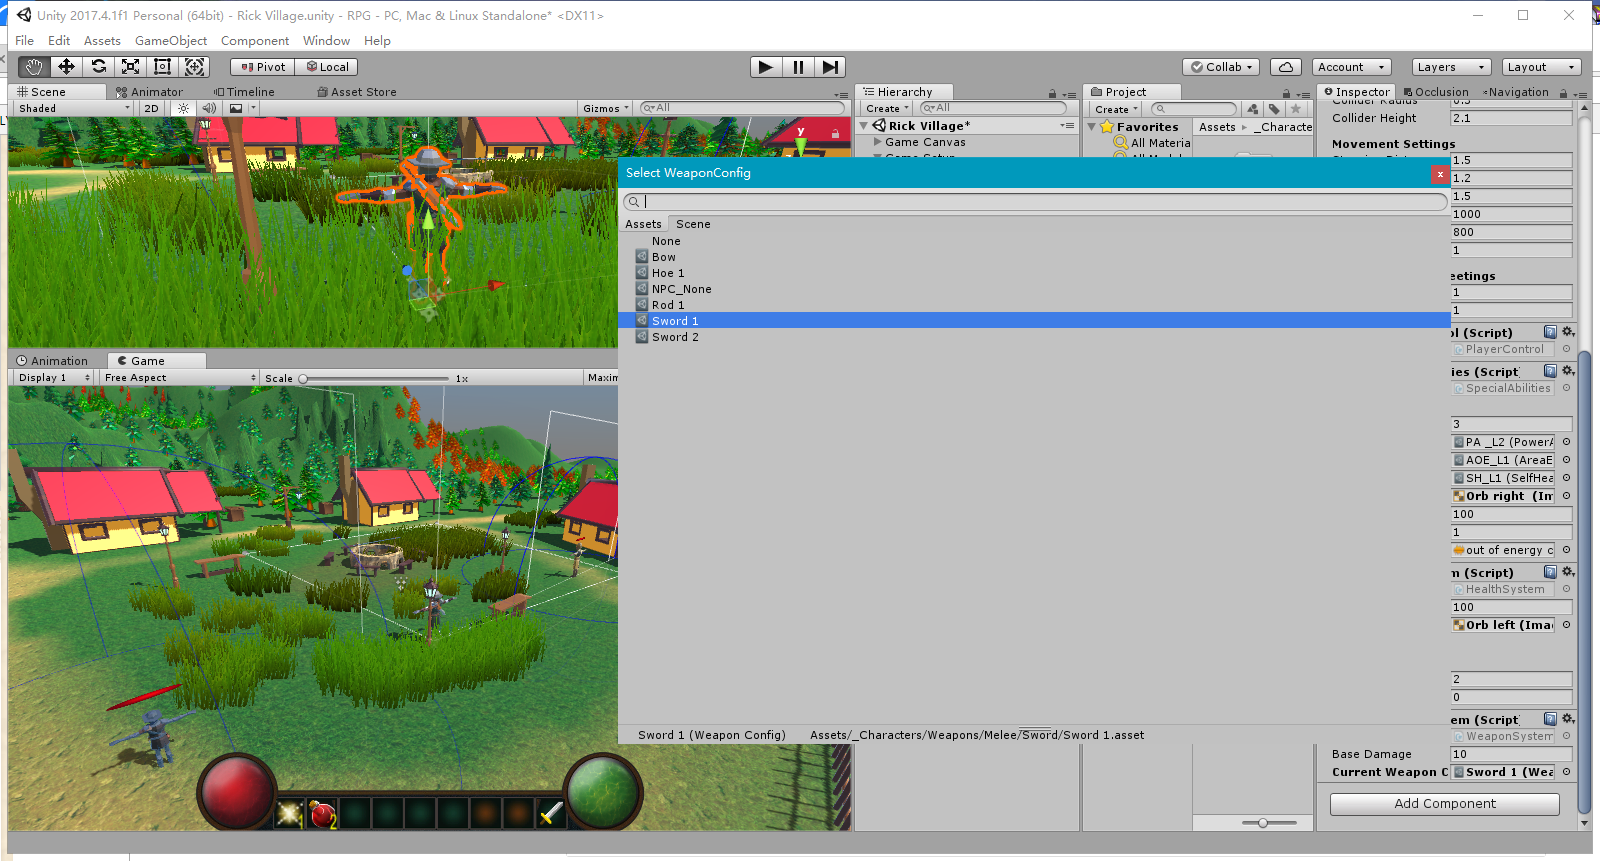 Unity 2017.4.1f1 Personal (64bit) - Rick Village.unity - RPG - PC, Mac & Linux Standalone* <DX11>
File Edit Assets GameObject Component Window Help
Pivot Local Collab Account Layers Layout
Scene Animator Timeline Asset Store
Shaded 2D Gizmos All
y
Hierarchy
Create All
Rick Village*
Game Canvas
Project
Create
Favorites
All Materia
Assets _Characte
Inspector Occlusion Navigation
Collider Height 2.1
Movement Settings
1.5
1.2
1.5
1000
800
1
eetings
1
1
ol (Script)
PlayerControl
ies (Script)
SpecialAbilities
3
PA _L2 (PowerA
AOE_L1 (AreaE
SH_L1 (SelfHea
Orb right (Im
100
1
out of energy c
m (Script)
HealthSystem
100
Orb left (Ima
2
0
em (Script)
WeaponSystem
Base Damage 10
Current Weapon C Sword 1 (Wea
Add Component
Select WeaponConfig
x
Assets Scene
None
Bow
Hoe 1
NPC_None
Rod 1
Sword 1
Sword 2
Sword 1 (Weapon Config) Assets/_Characters/Weapons/Melee/Sword/Sword 1.asset
Animation Game
Display 1 Free Aspect Scale 1x Maxim
2